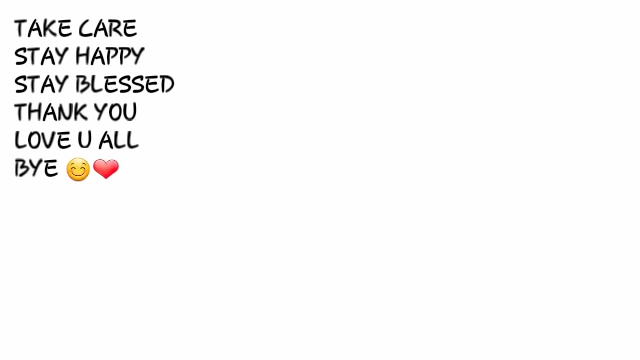 TAKE CARE
STAY HAPPY
STAY BLESSED
THANK YOU
LOVE U ALL
BYE 😊❤